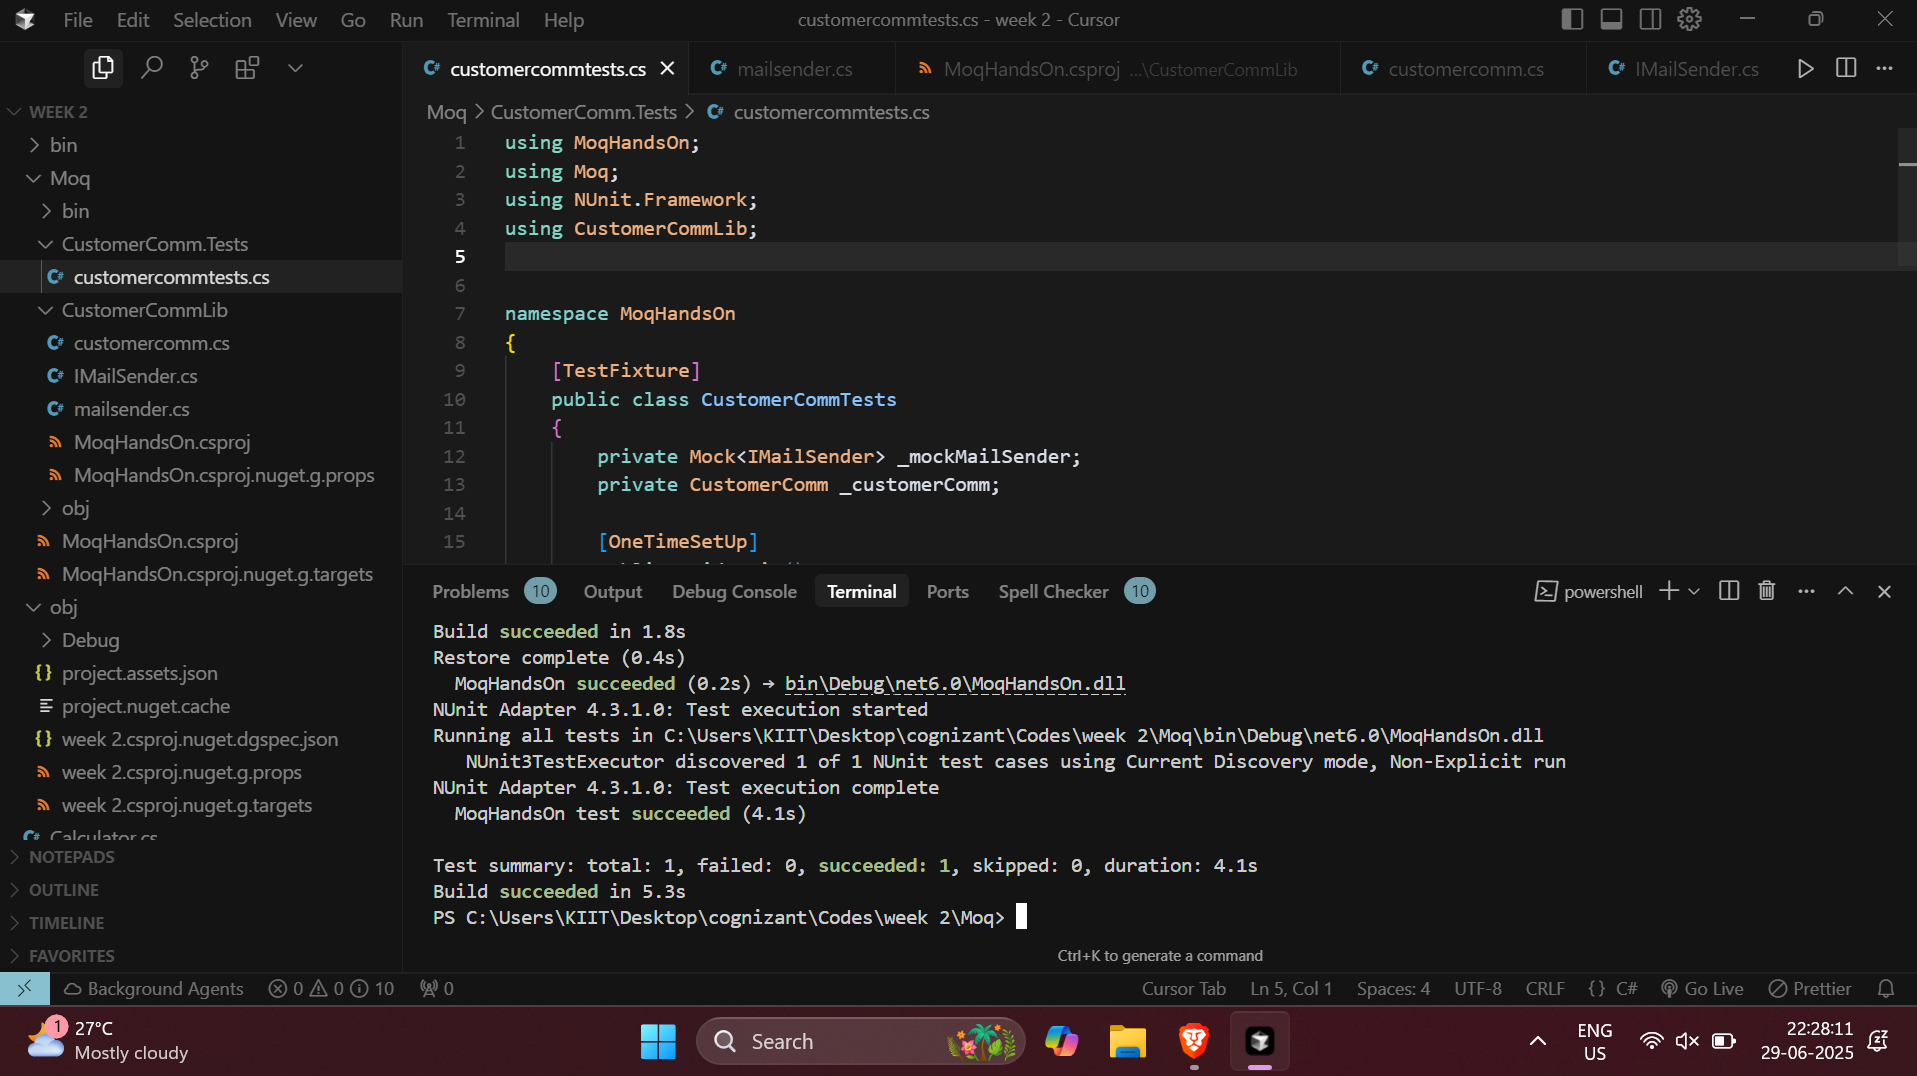 File Edit Selection View Go Run Terminal Help
customercommtests.cs - week 2 - Cursor
WEEK 2
bin
Moq
bin
CustomerComm.Tests
customercommtests.cs
CustomerCommLib
customercomm.cs
IMailSender.cs
mailsender.cs
MoqHandsOn.csproj
MoqHandsOn.csproj.nuget.g.props
obj
MoqHandsOn.csproj
MoqHandsOn.csproj.nuget.g.targets
obj
Debug
project.assets.json
project.nuget.cache
week 2.csproj.nuget.dgspec.json
week 2.csproj.nuget.g.props
week 2.csproj.nuget.g.targets
Calculator.cs
NOTEPADS
OUTLINE
TIMELINE
FAVORITES
customercommtests.cs mailsender.cs MoqHandsOn.csproj ...\CustomerCommLib customercomm.cs IMailSender.cs
Moq > CustomerComm.Tests > customercommtests.cs
1 using MoqHandsOn;
2 using Moq;
3 using NUnit.Framework;
4 using CustomerCommLib;
5
6
7 namespace MoqHandsOn
8 {
9 [TestFixture]
10 public class CustomerCommTests
11 {
12 private Mock<IMailSender> _mockMailSender;
13 private CustomerComm _customerComm;
14
15 [OneTimeSetUp]
Problems 10 Output Debug Console Terminal Ports Spell Checker 10 powershell
Build succeeded in 1.8s
Restore complete (0.4s)
MoqHandsOn succeeded (0.2s) → bin\Debug\net6.0\MoqHandsOn.dll
NUnit Adapter 4.3.1.0: Test execution started
Running all tests in C:\Users\KIIT\Desktop\cognizant\Codes\week 2\Moq\bin\Debug\net6.0\MoqHandsOn.dll
NUnit3TestExecutor discovered 1 of 1 NUnit test cases using Current Discovery mode, Non-Explicit run
NUnit Adapter 4.3.1.0: Test execution complete
MoqHandsOn test succeeded (4.1s)
Test summary: total: 1, failed: 0, succeeded: 1, skipped: 0, duration: 4.1s
Build succeeded in 5.3s
PS C:\Users\KIIT\Desktop\cognizant\Codes\week 2\Moq>
Ctrl+K to generate a command
Background Agents 0 0 10 0 Cursor Tab Ln 5, Col 1 Spaces: 4 UTF-8 CRLF {} C# Go Live Prettier
1 27°C
Mostly cloudy
Search
ENG
US
22:28:11
29-06-2025